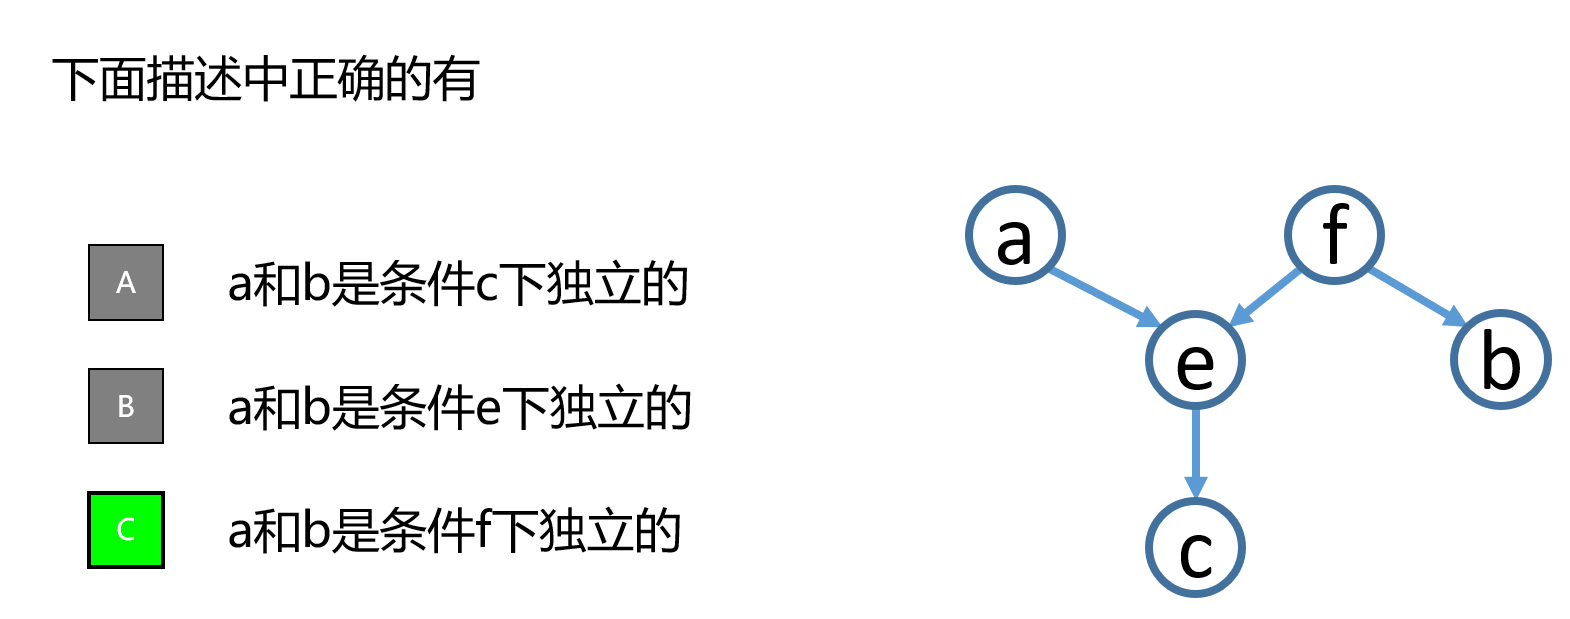 下面描述中正确的有
A a和b是条件c下独立的
B a和b是条件e下独立的
C a和b是条件f下独立的
a f
e b
c